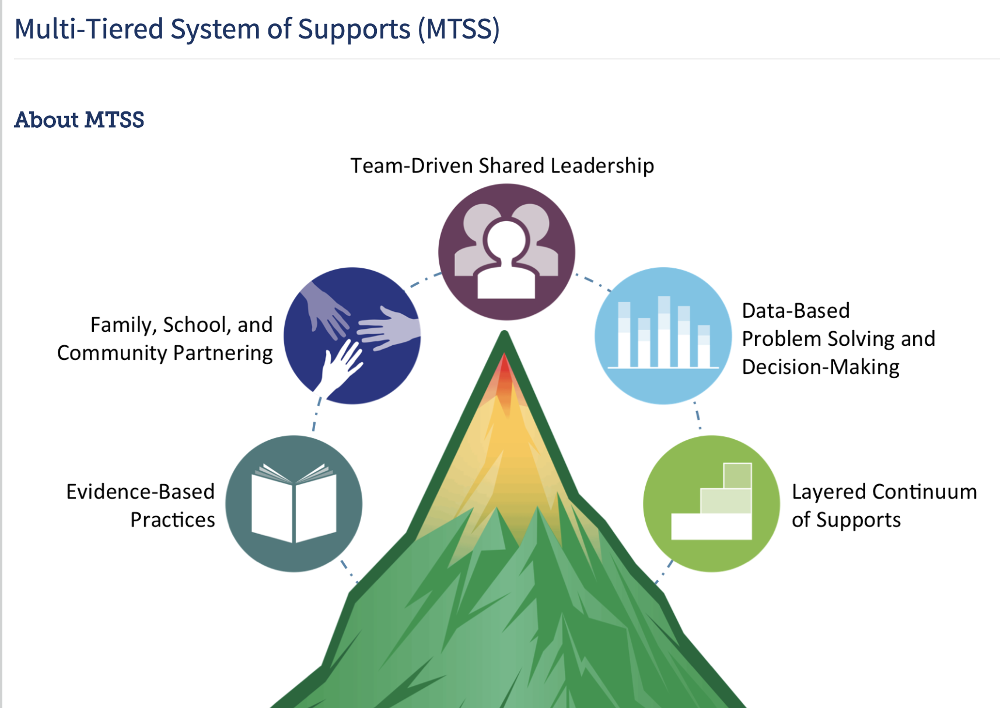 Multi-Tiered System of Supports (MTSS)
About MTSS
Team-Driven Shared Leadership
Family, School, and
Community Partnering
Data-Based
Problem Solving and
Decision-Making
Evidence-Based
Practices
Layered Continuum
of Supports